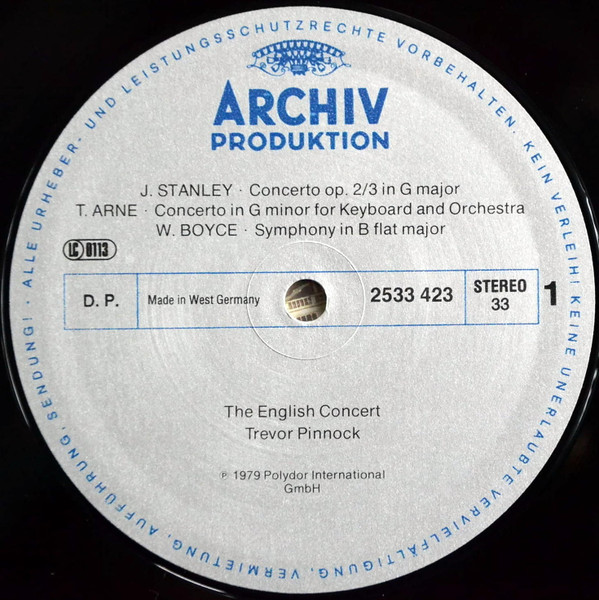 ALLE URHEBER- UND LEISTUNGSSCHUTZRECHTE VORBEHALTEN. KEIN VERLEIH! KEINE UNERLAUBTE VERVIELFÄLTIGUNG, VERMIETUNG, AUFFÜHRUNG, SENDUNG! ·
ARCHIV
PRODUKTION
J. STANLEY · Concerto op. 2/3 in G major
T. ARNE · Concerto in G minor for Keyboard and Orchestra
W. BOYCE · Symphony in B flat major
LC 0113
D. P.
Made in West Germany
2533 423
STEREO
33
1
The English Concert
Trevor Pinnock
℗ 1979 Polydor International
GmbH